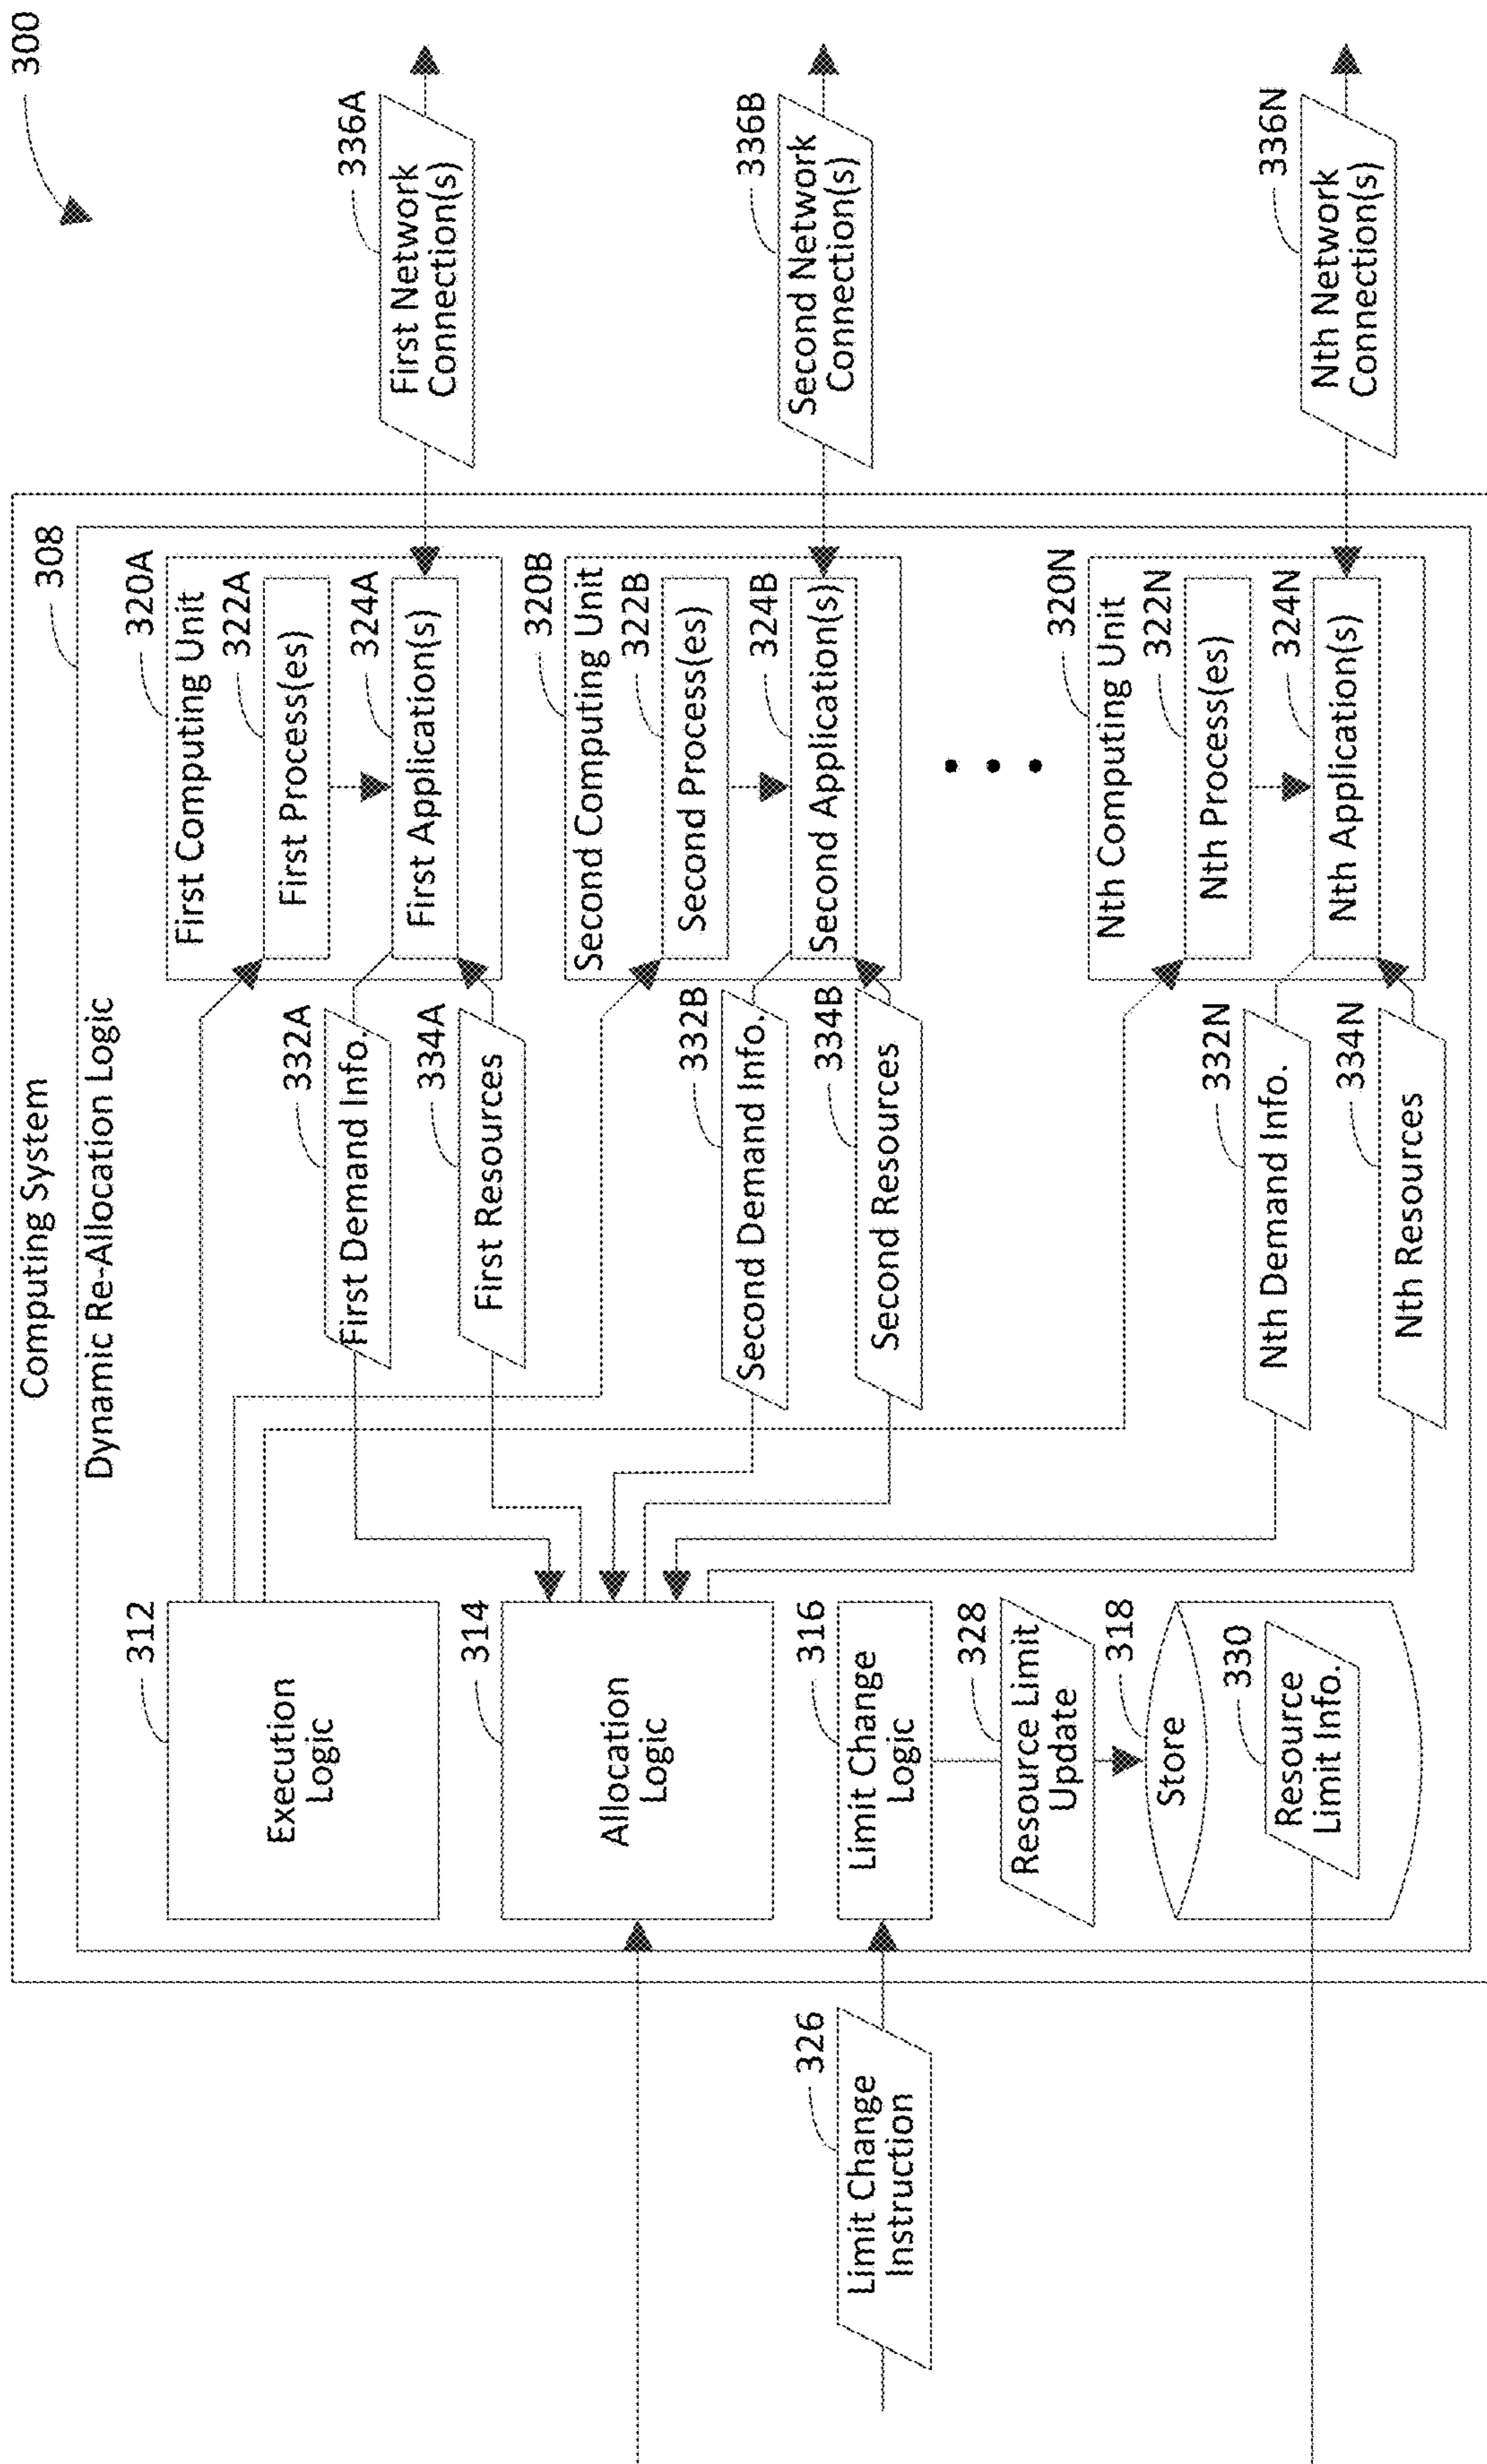 300
Computing System
Dynamic Re-Allocation Logic
308
312
Execution
Logic
314
Allocation
Logic
316
Limit Change
Logic
328
Resource Limit
Update
318
Store
330
Resource
Limit Info.
326
Limit Change
Instruction
320A
First Computing Unit
322A
First Process(es)
324A
First Application(s)
332A
First Demand Info.
334A
First Resources
336A
First Network
Connection(s)
320B
Second Computing Unit
322B
Second Process(es)
324B
Second Application(s)
332B
Second Demand Info.
334B
Second Resources
336B
Second Network
Connection(s)
320N
Nth Computing Unit
322N
Nth Process(es)
324N
Nth Application(s)
332N
Nth Demand Info.
334N
Nth Resources
336N
Nth Network
Connection(s)